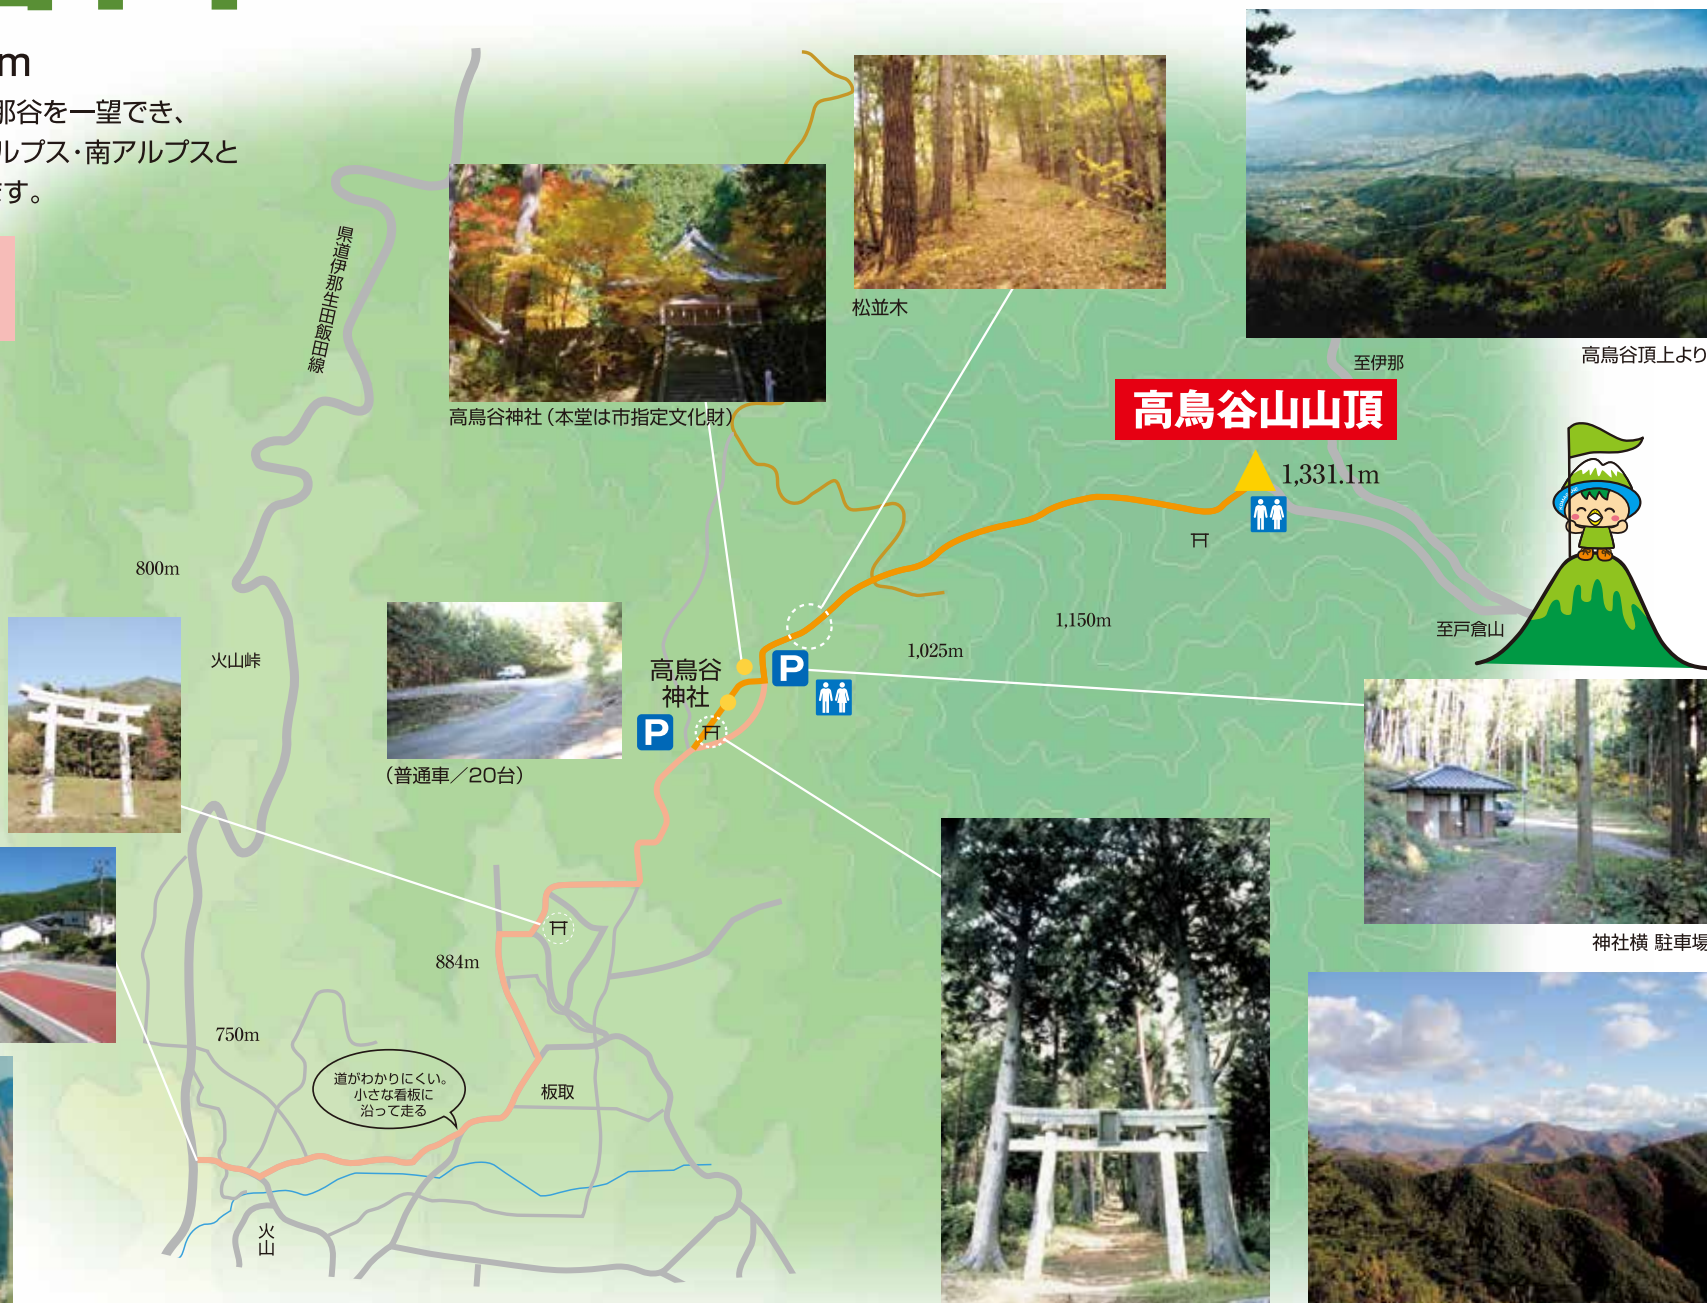 m
那谷を一望でき、
ルプス・南アルプスと
ます。
県道伊那生田飯田線
高鳥谷神社（本堂は市指定文化財）
松並木
高鳥谷頂上より
至伊那
高鳥谷山山頂
1,331.1m
800m
火山峠
1,150m
至戸倉山
1,025m
高鳥谷
神社
P
P
（普通車／20台）
神社横 駐車場
884m
750m
道がわかりにくい。
小さな看板に
沿って走る
板取
火山